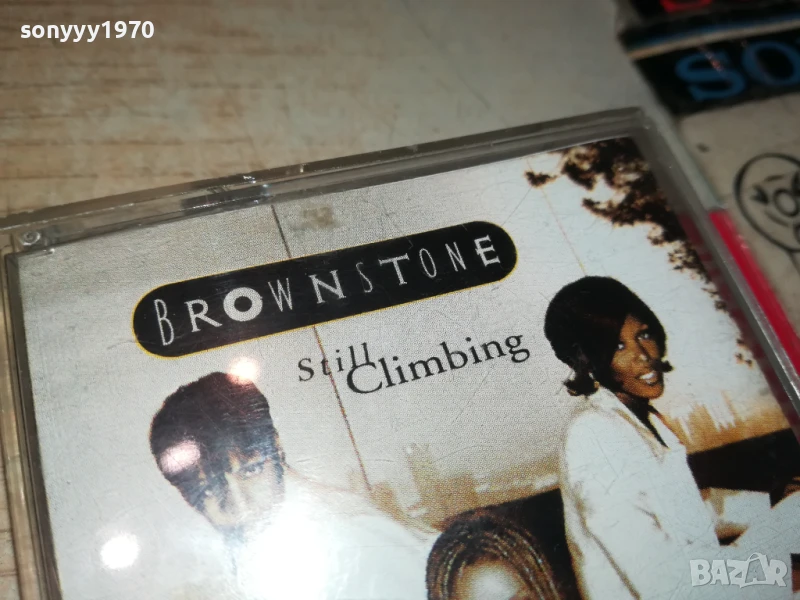 sonyyy1970
BROWNSTONE
Still Climbing
BAZAR